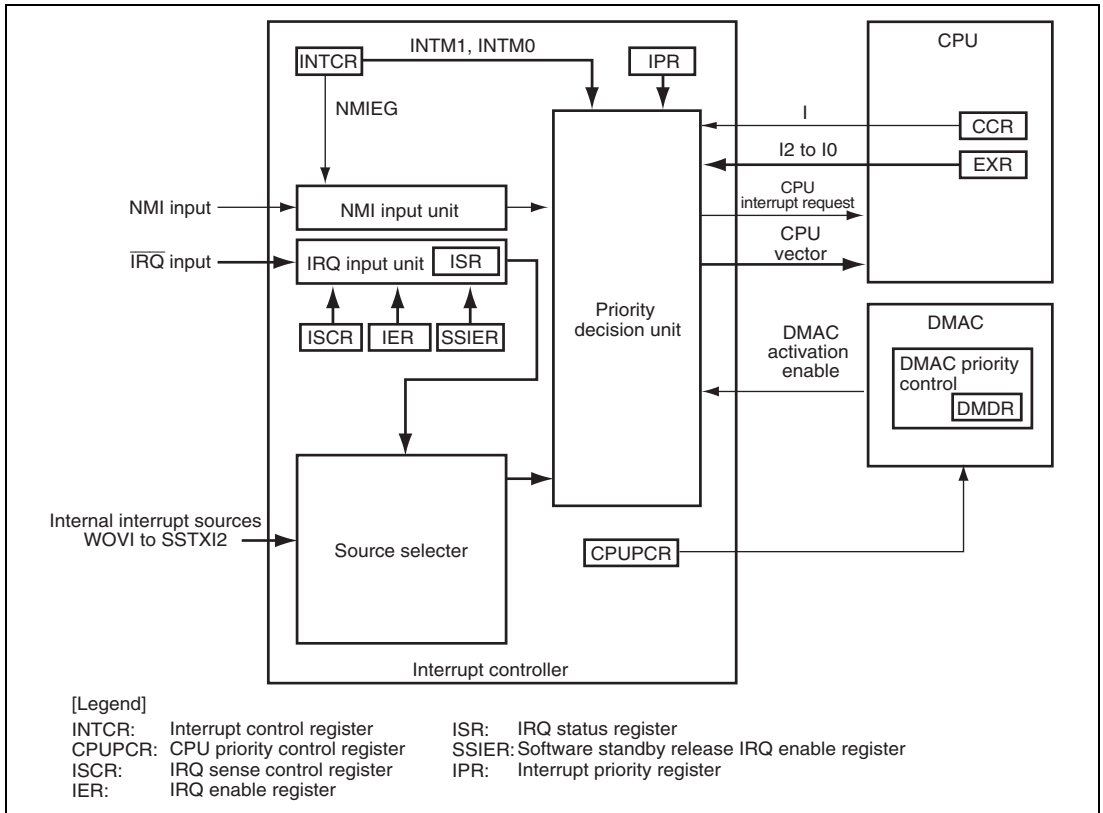 INTM1, INTM0
CPU
INTCR
IPR
NMIEG
I
CCR
I2 to I0
EXR
CPU
interrupt request
NMI input
NMI input unit
CPU
vector
IRQ input
IRQ input unit
ISR
ISCR
IER
SSIER
Priority
decision unit
DMAC
activation
enable
DMAC
DMAC priority
control
DMDR
Internal interrupt sources
WOVI to SSTXI2
Source selecter
CPUPCR
Interrupt controller
[Legend]
INTCR: Interrupt control register
CPUPCR: CPU priority control register
ISCR: IRQ sense control register
IER: IRQ enable register
ISR: IRQ status register
SSIER: Software standby release IRQ enable register
IPR: Interrupt priority register